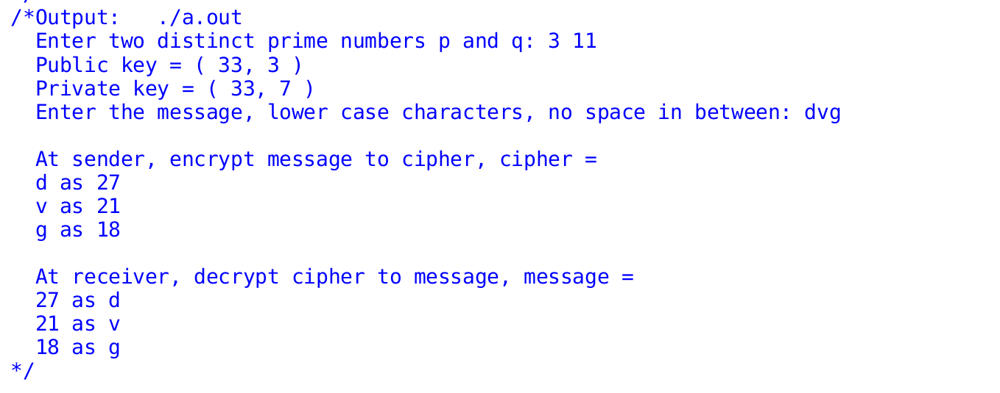 /*Output:   ./a.out
Enter two distinct prime numbers p and q: 3 11
Public key = ( 33, 3 )
Private key = ( 33, 7 )
Enter the message, lower case characters, no space in between: dvg
At sender, encrypt message to cipher, cipher =
d as 27
v as 21
g as 18
At receiver, decrypt cipher to message, message =
27 as d
21 as v
18 as g
*/